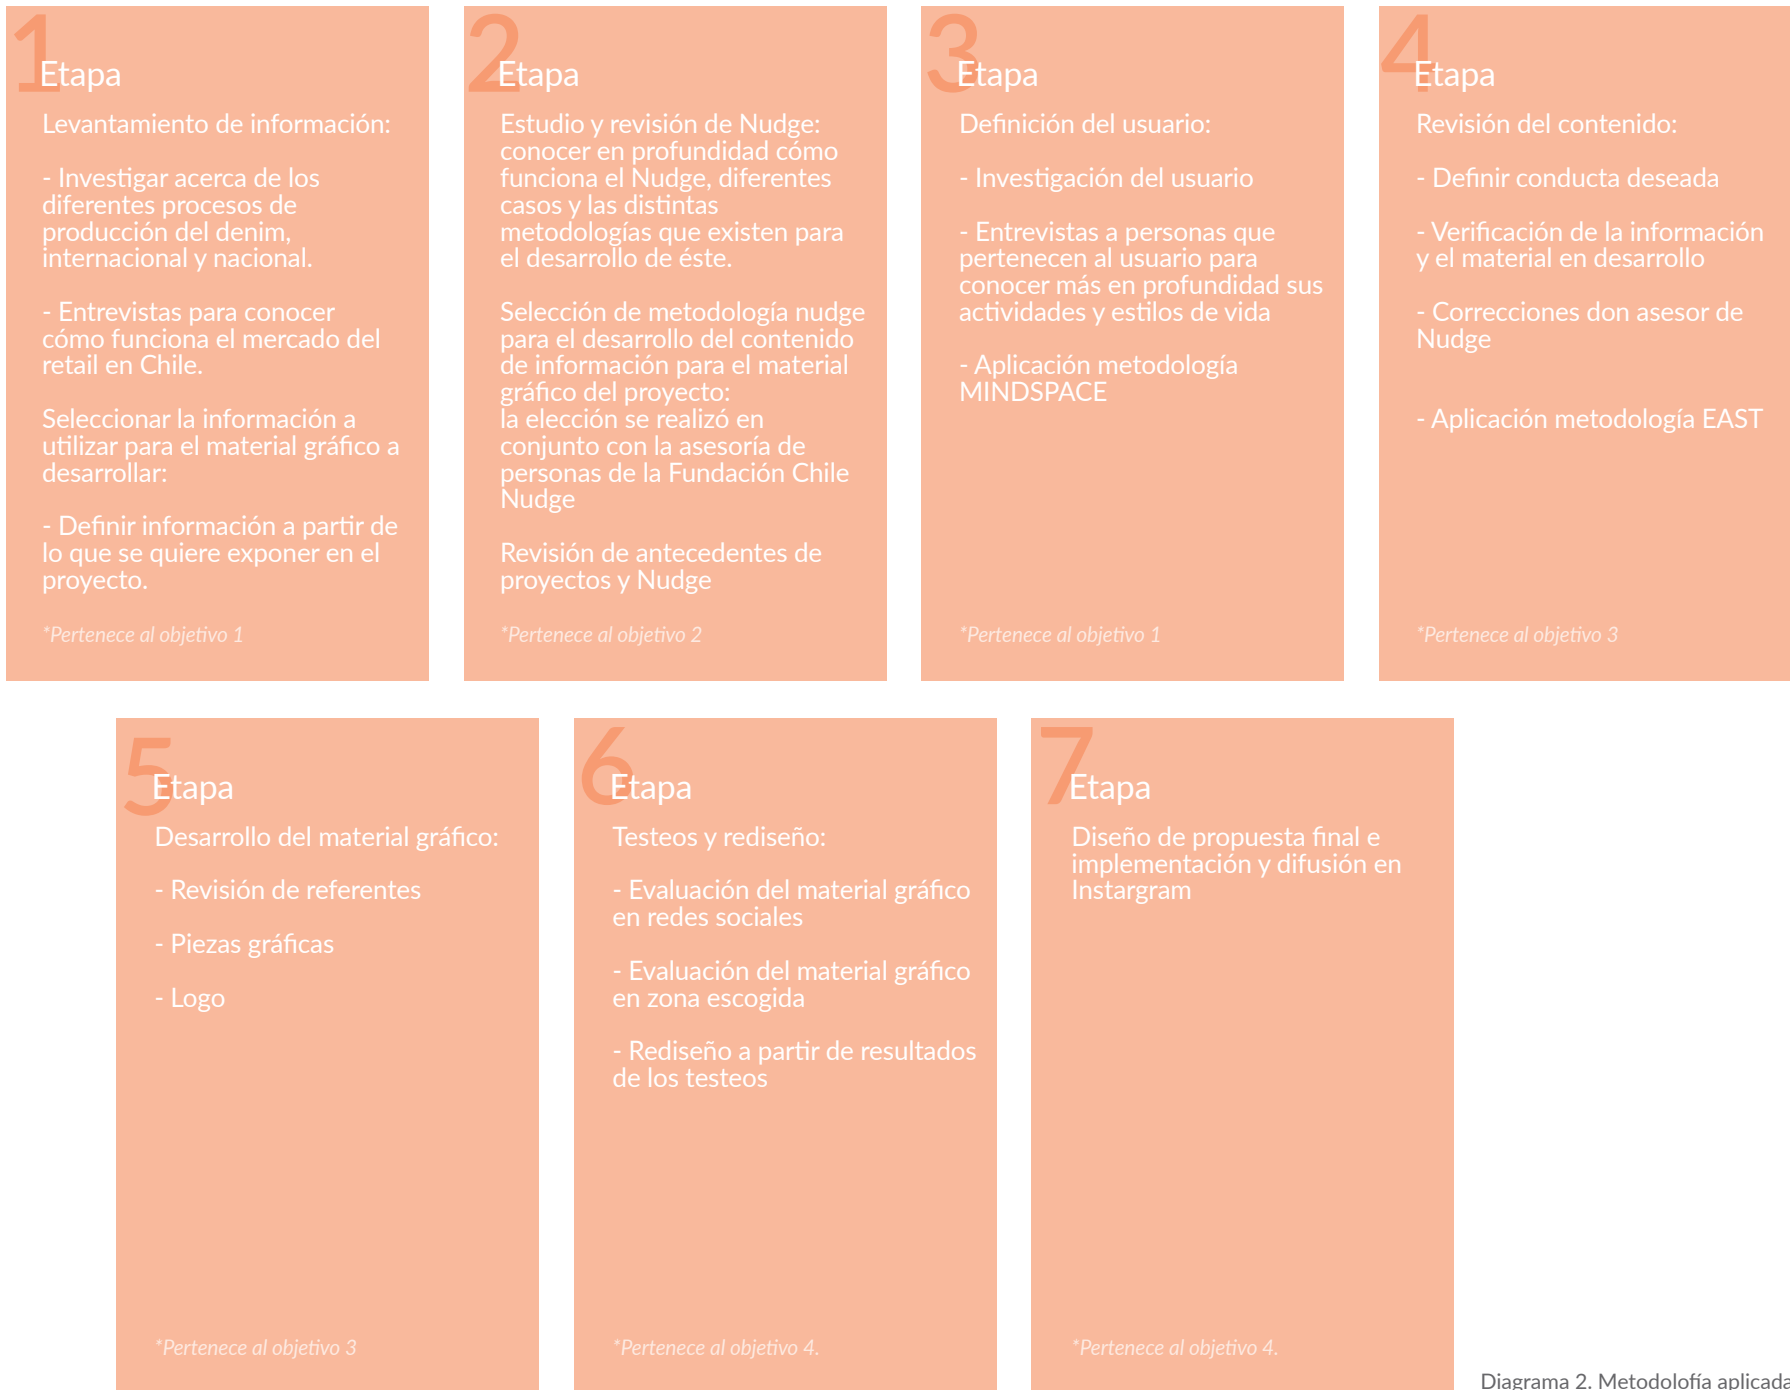 1
Etapa
Levantamiento de información:
- Investigar acerca de los
diferentes procesos de
producción del denim,
internacional y nacional.
- Entrevistas para conocer
cómo funciona el mercado del
retail en Chile.
Seleccionar la información a
utilizar para el material gráfico a
desarrollar:
- Definir información a partir de
lo que se quiere exponer en el
proyecto.
*Pertenece al objetivo 1
2
Etapa
Estudio y revisión de Nudge:
conocer en profundidad cómo
funciona el Nudge, diferentes
casos y las distintas
metodologías que existen para
el desarrollo de éste.
Selección de metodología nudge
para el desarrollo del contenido
de información para el material
gráfico del proyecto:
la elección se realizó en
conjunto con la asesoría de
personas de la Fundación Chile
Nudge
Revisión de antecedentes de
proyectos y Nudge
*Pertenece al objetivo 2
3
Etapa
Definición del usuario:
- Investigación del usuario
- Entrevistas a personas que
pertenecen al usuario para
conocer más en profundidad sus
actividades y estilos de vida
- Aplicación metodología
MINDSPACE
*Pertenece al objetivo 1
4
Etapa
Revisión del contenido:
- Definir conducta deseada
- Verificación de la información
y el material en desarrollo
- Correcciones don asesor de
Nudge
- Aplicación metodología EAST
*Pertenece al objetivo 3
5
Etapa
Desarrollo del material gráfico:
- Revisión de referentes
- Piezas gráficas
- Logo
*Pertenece al objetivo 3
6
Etapa
Testeos y rediseño:
- Evaluación del material gráfico
en redes sociales
- Evaluación del material gráfico
en zona escogida
- Rediseño a partir de resultados
de los testeos
*Pertenece al objetivo 4.
7
Etapa
Diseño de propuesta final e
implementación y difusión en
Instargram
*Pertenece al objetivo 4.
Diagrama 2. Metodolofía aplicada